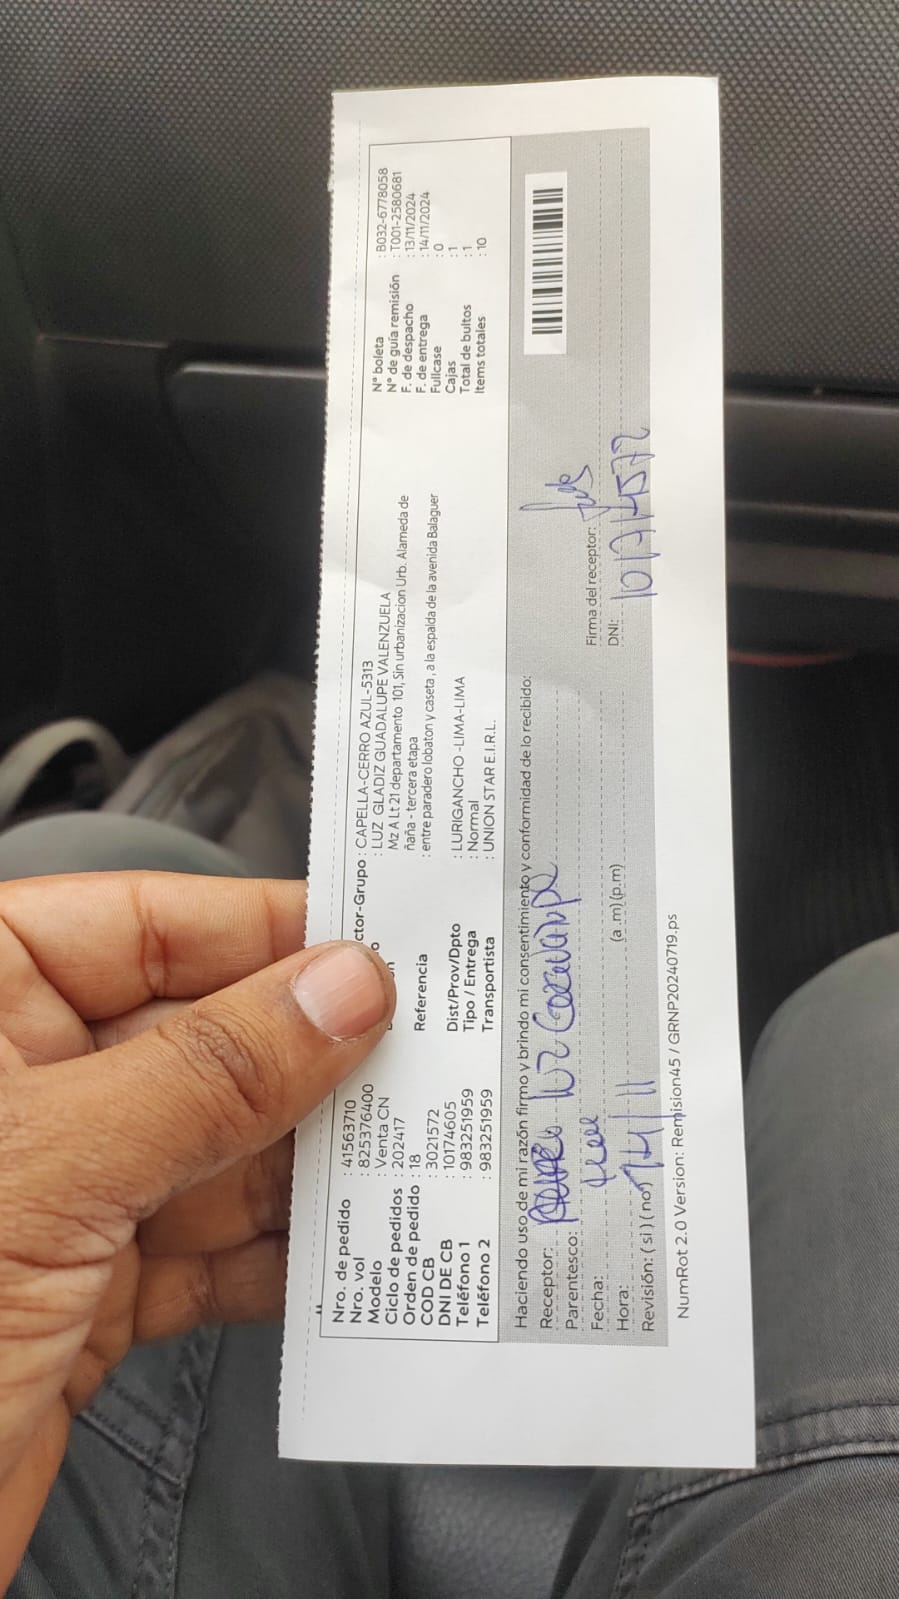 Nro. de pedido : 41563710
Nro. vol : 825376400
Modelo : Venta CN
Ciclo de pedidos : 202417
Orden de pedido : 18
COD CB : 3021572
DNI DE CB : 10174605
Teléfono 1 : 983251959
Teléfono 2 : 983251959
ctor-Grupo : CAPELLA-CERRO AZUL-5313
: LUZ GLADIZ GUADALUPE VALENZUELA
Mz A Lt 21 departamento 101, Sin urbanizacion Urb. Alameda de
ñaña - tercera etapa
Referencia : entre paradero lobaton y caseta , a la espalda de la avenida Balaguer
Dist/Prov/Dpto : LURIGANCHO -LIMA-LIMA
Tipo / Entrega : Normal
Transportista : UNION STAR E.I.R.L.
N° boleta : B032-6778058
N° de guía remisión : T001-2580681
F. de despacho : 13/11/2024
F. de entrega : 14/11/2024
Fullcase : 0
Cajas : 1
Total de bultos : 1
Items totales : 10
Haciendo uso de mi razón firmo y brindo mi consentimiento y conformidad de lo recibido:
Receptor:
Parentesco:
Fecha: 14/11
Hora: (a .m) (p.m)
Revisión: ( si ) ( no )
Firma del receptor:
DNI:
NumRot 2.0 Version: Remision45 / GRNP20240719.ps